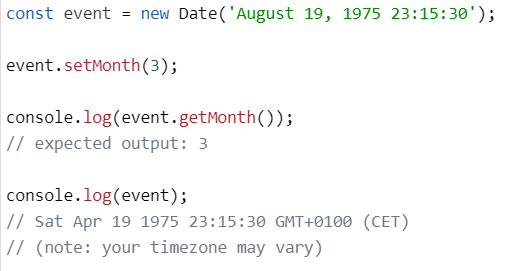 const event = new Date('August 19, 1975 23:15:30');
event.setMonth(3);
console.log(event.getMonth());
// expected output: 3
console.log(event);
// Sat Apr 19 1975 23:15:30 GMT+0100 (CET)
// (note: your timezone may vary)